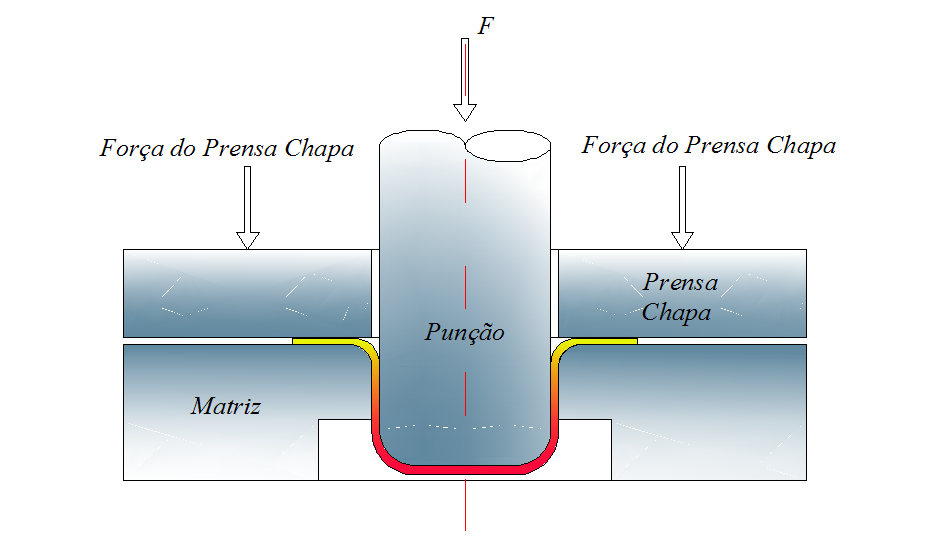 F
Força do Prensa Chapa
Força do Prensa Chapa
Prensa
Chapa
Punção
Matriz